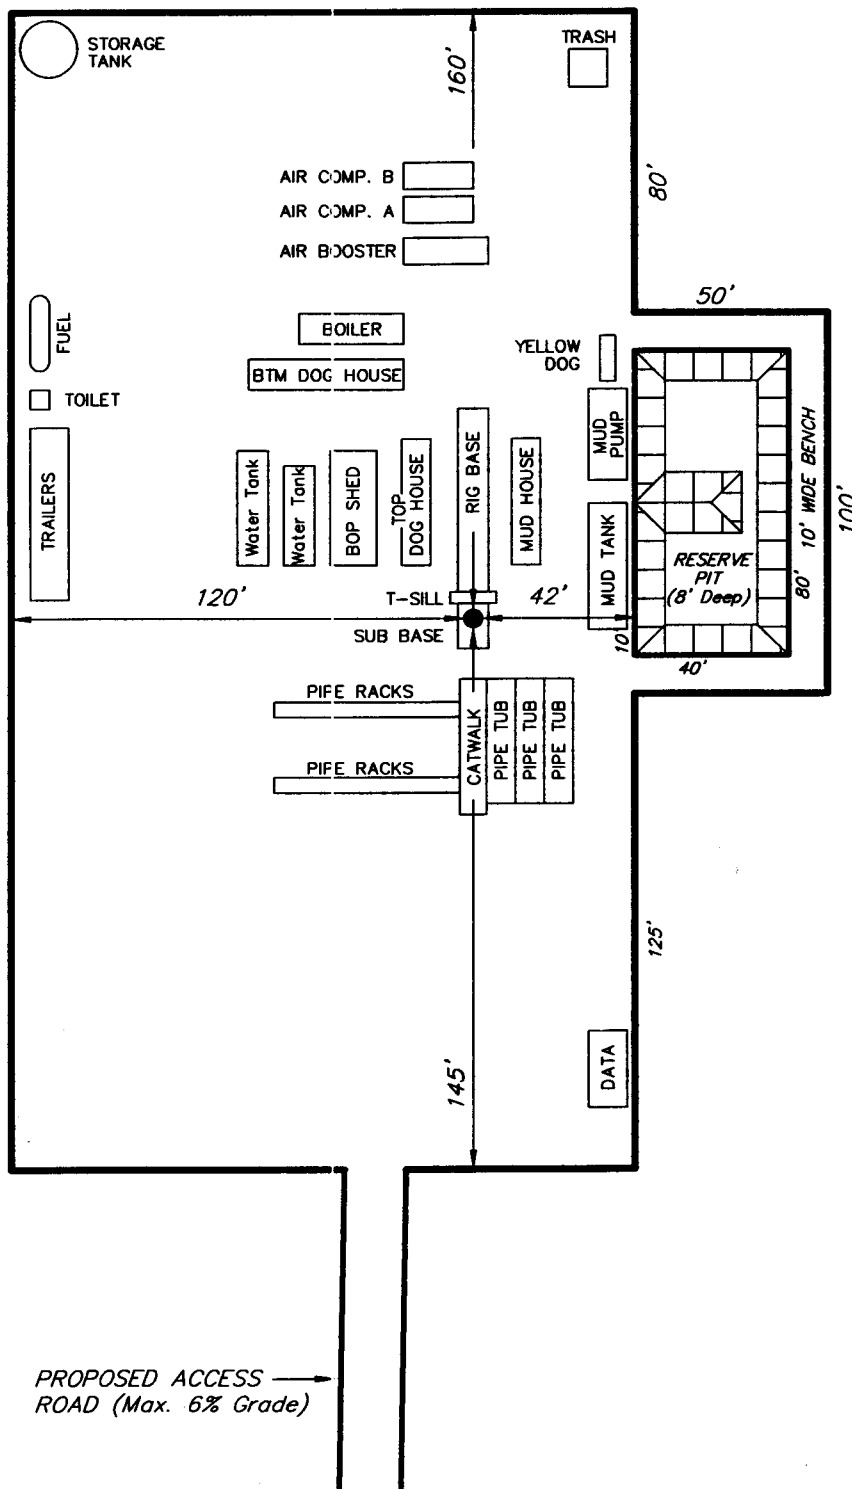 STORAGE
TANK
160'
TRASH
80'
AIR COMP. B
AIR COMP. A
AIR BOOSTER
50'
FUEL
BOILER
YELLOW
DOG
BTM DOG HOUSE
TOILET
TRAILERS
Water Tank
Water Tank
BOP SHED
TOP
DOG HOUSE
RIG BASE
MUD HOUSE
MUD
PUMP
MUD TANK
RESERVE
PIT
(8' Deep)
80'
10' WIDE BENCH
100'
120'
T-SILL
42'
SUB BASE
10'
40'
PIPE RACKS
PIPE RACKS
CATWALK
PIPE TUB
PIPE TUB
PIPE TUB
125'
145'
DATA
PROPOSED ACCESS
ROAD (Max. 6% Grade)